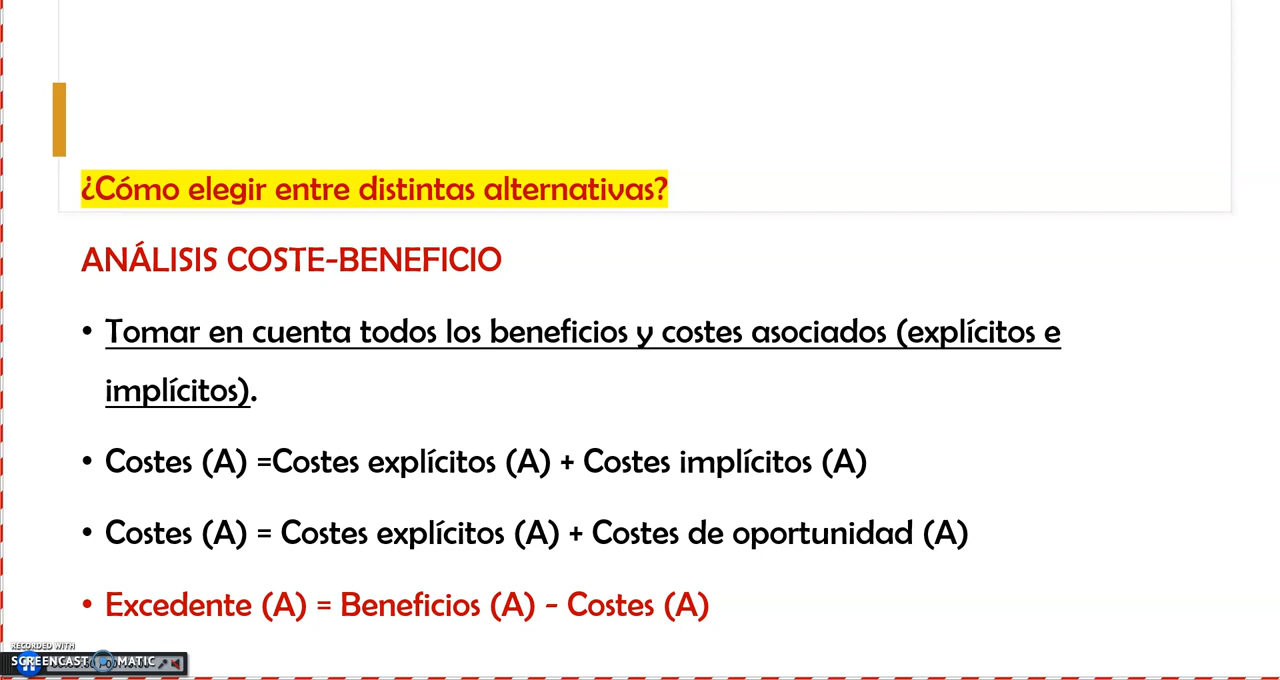 ¿Cómo elegir entre distintas alternativas?
ANÁLISIS COSTE-BENEFICIO
• Tomar en cuenta todos los beneficios y costes asociados (explícitos e
implícitos).
• Costes (A) =Costes explícitos (A) + Costes implícitos (A)
• Costes (A) = Costes explícitos (A) + Costes de oportunidad (A)
• Excedente (A) = Beneficios (A) - Costes (A)
RECORDED WITH
SCREENCAST MATIC